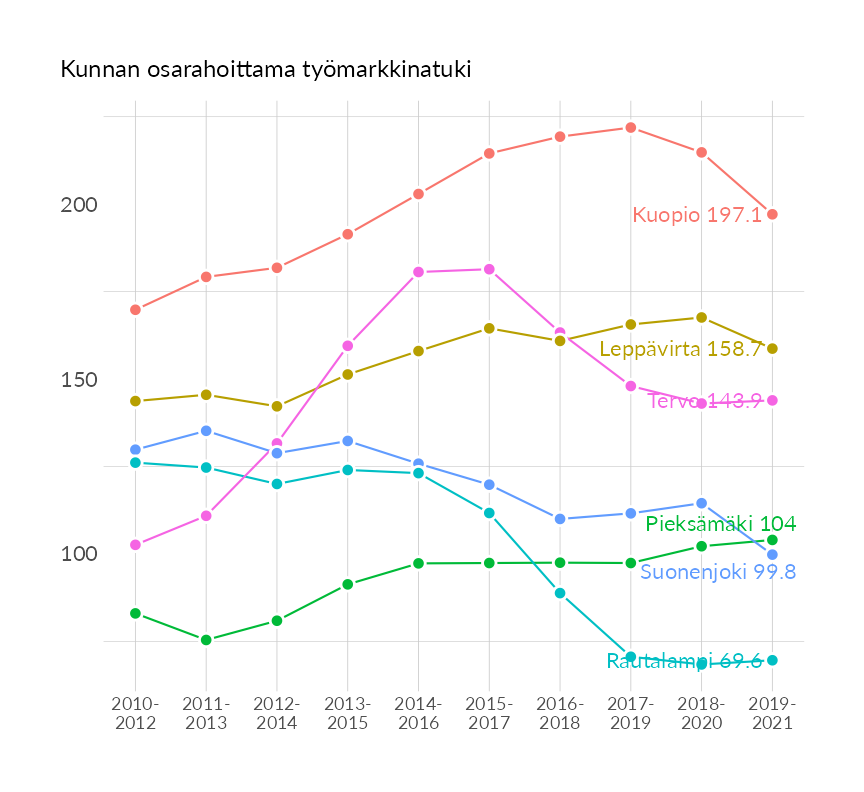 Kunnan osarahoittama työmarkkinatuki
200
Kuopio 197.1
Leppävirta 158.7
150
Tervo 143.9
Pieksämäki 104
100
Suonenjoki 99.8
Rautalampi 69.6
2010- 2011- 2012- 2013- 2014- 2015- 2016- 2017- 2018- 2019-
2012 2013 2014 2015 2016 2017 2018 2019 2020 2021